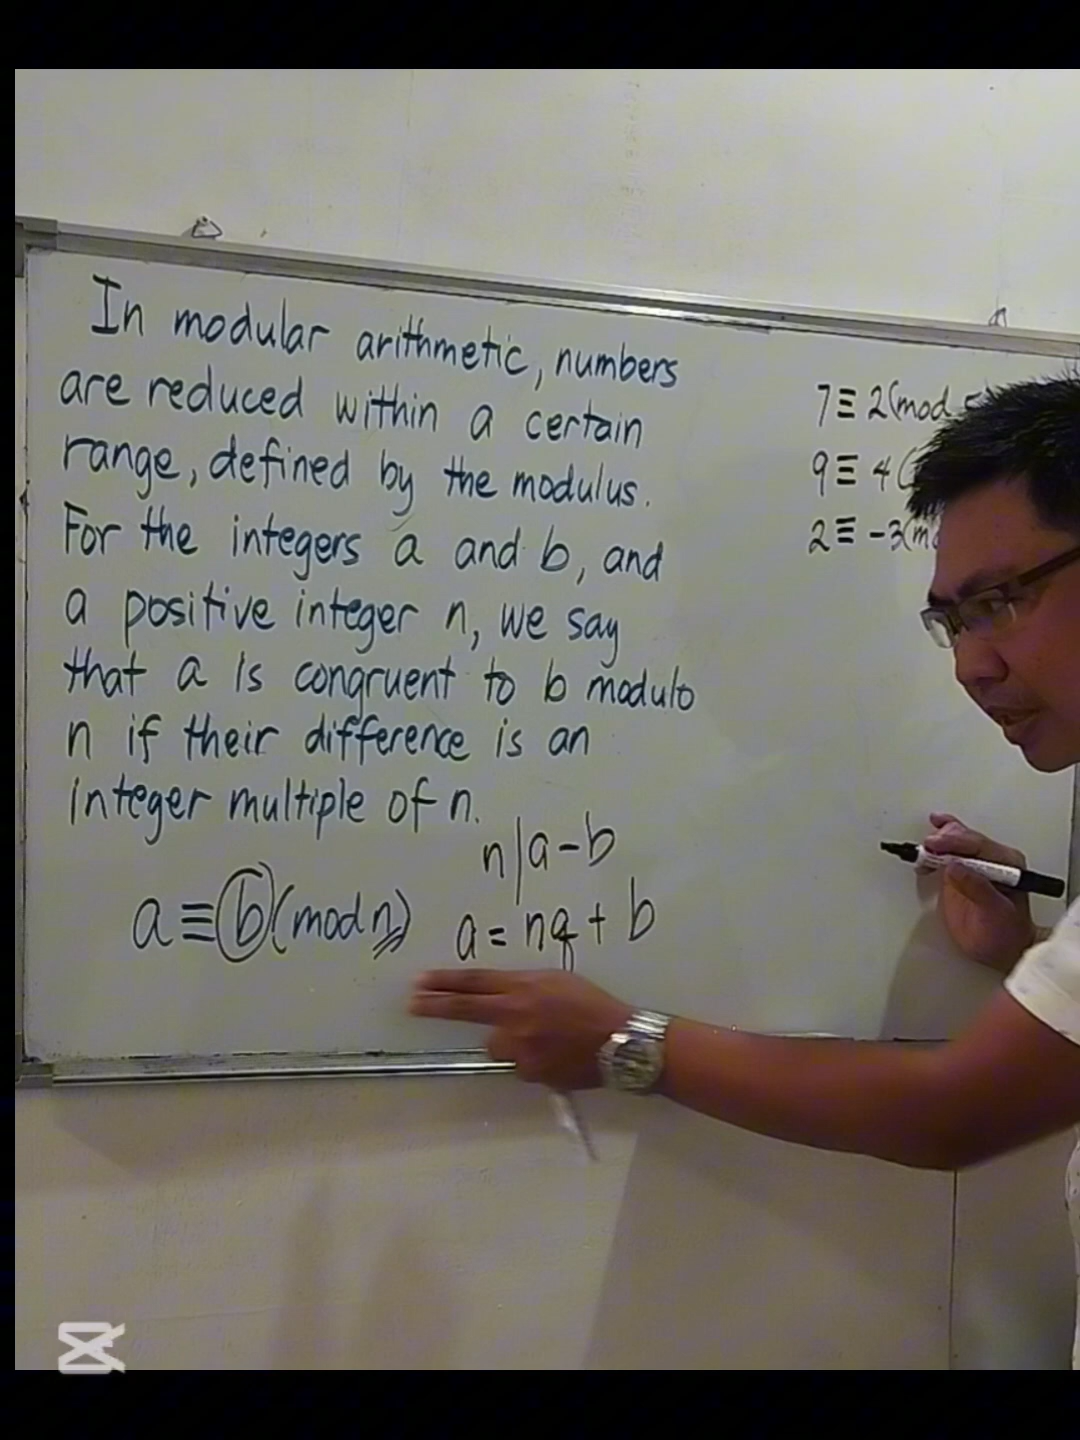 In modular arithmetic, numbers
are reduced within a certain
range, defined by the modulus.
For the integers a and b, and
a positive integer n, we say
that a is congruent to b modulo
n if their difference is an
integer multiple of n.
n|a-b
a≡b(mod n)
a=nq+b
7≡2(mod 5
9≡4(
2≡-3(mo